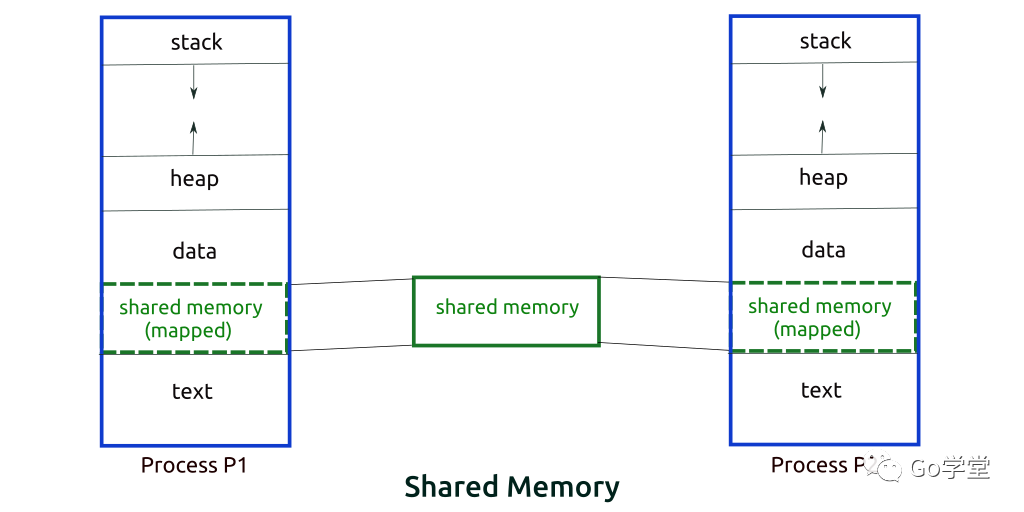 stack
heap
data
shared memory
(mapped)
text
Process P1
shared memory
stack
heap
data
shared memory
(mapped)
text
Process
Shared Memory
Go学堂